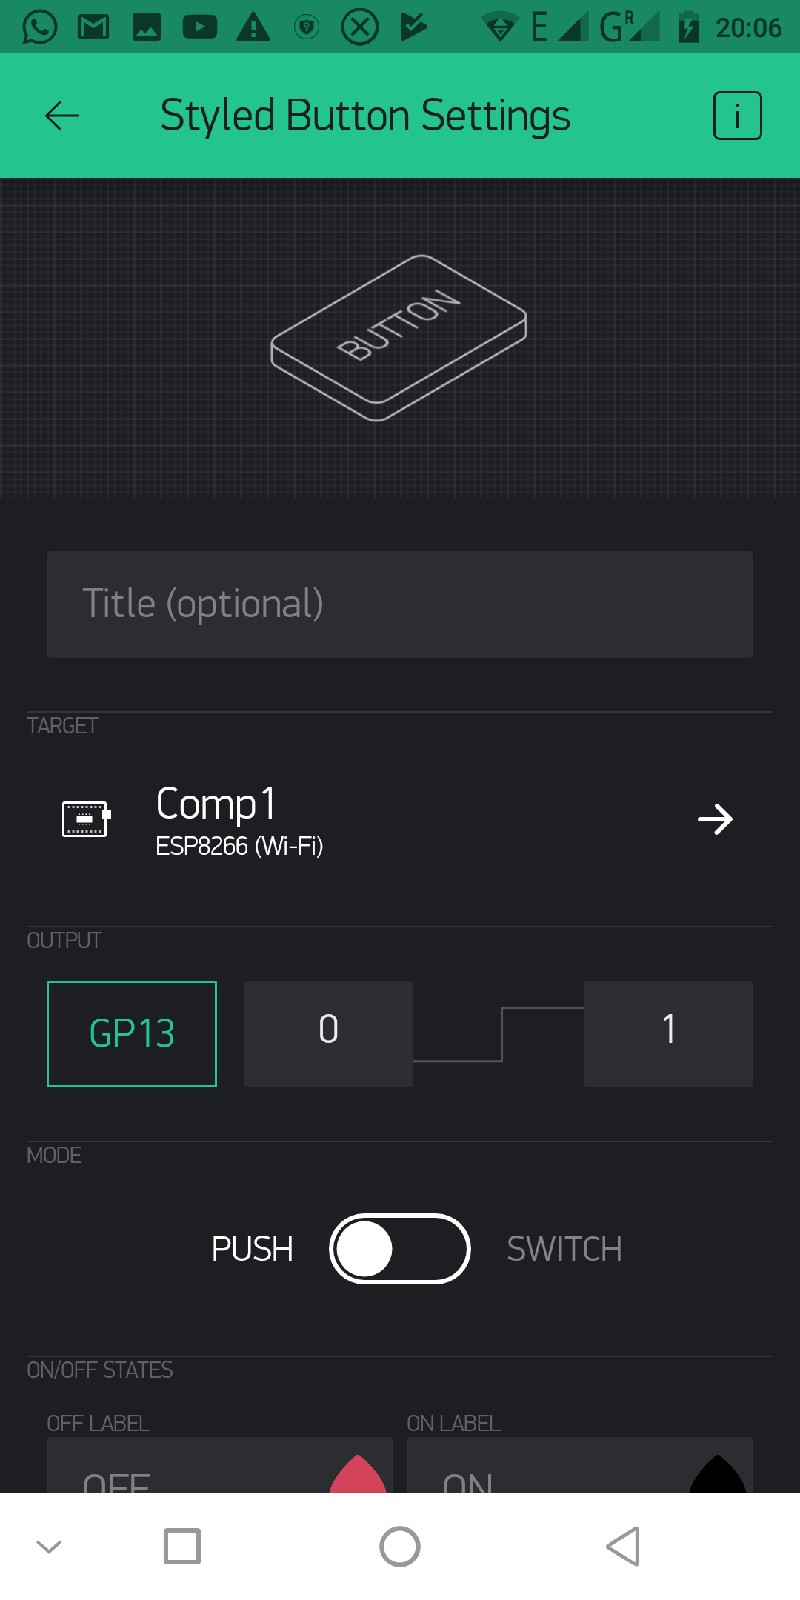 E G R 20:06
Styled Button Settings i
BUTTON
Title (optional)
TARGET
Comp1
ESP8266 (Wi-Fi)
OUTPUT
GP13 0 1
MODE
PUSH SWITCH
ON/OFF STATES
OFF LABEL ON LABEL
OFF ON